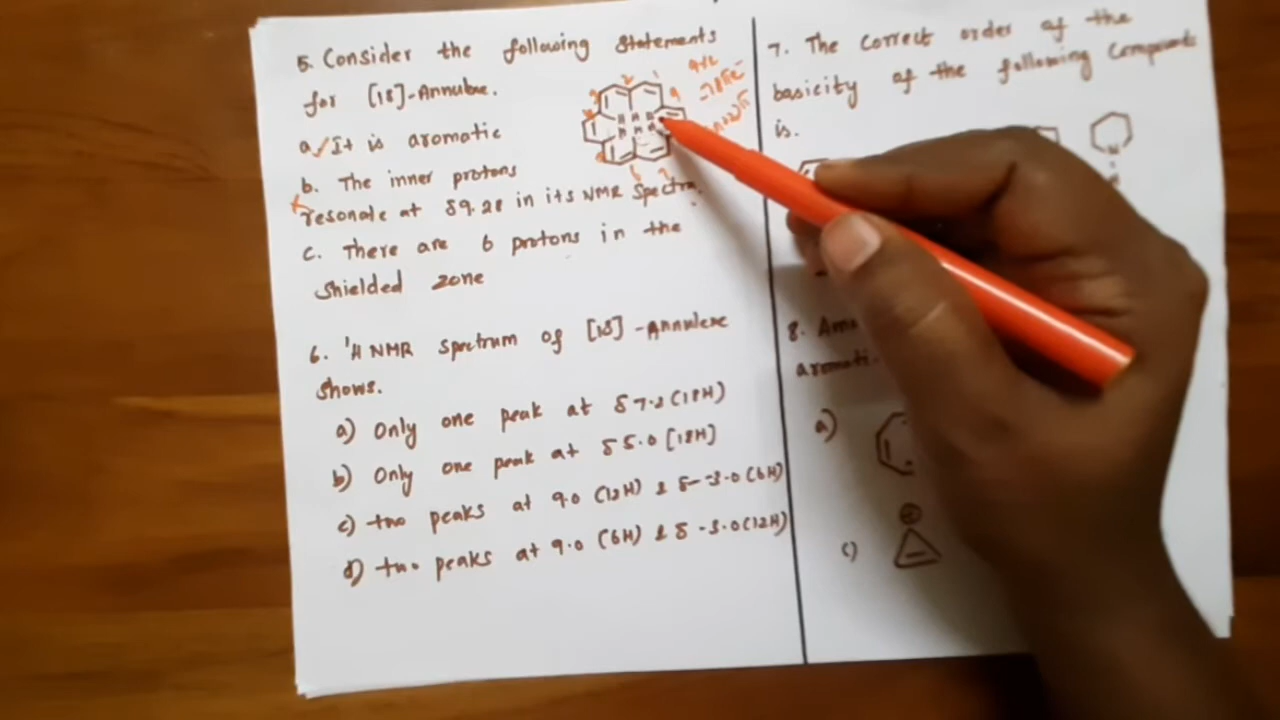 5. Consider the following statements
for [18]-Annulene.
a. It is aromatic
b. The inner protons
resonate at δ9.28 in its NMR Spectra.
c. There are 6 protons in the
shielded zone
6. ¹H NMR spectrum of [18]-Annulene
shows.
a) Only one peak at δ7.2 (18H)
b) Only one peak at δ5.0 [18H]
c) two peaks at 9.0 (12H) & δ-3.0 (6H)
d) two peaks at 9.0 (6H) & δ -3.0 (12H)
7. The correct order of the
basicity of the following compounds
is.
8.
a)
c)